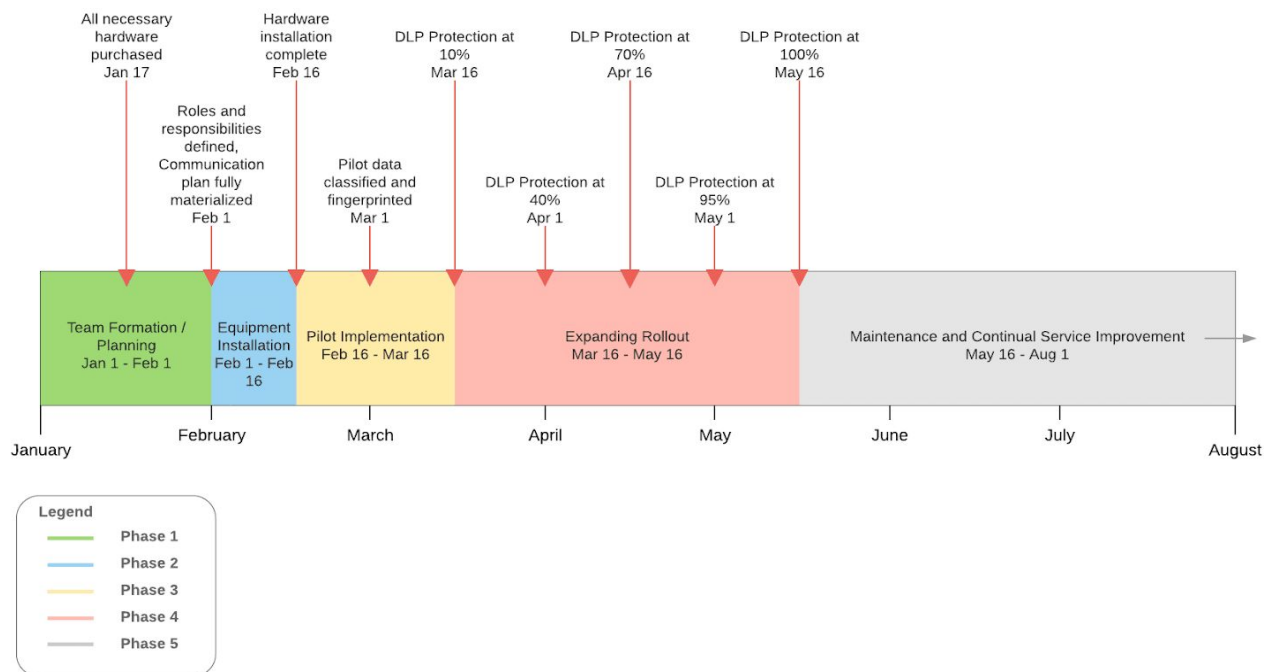 All necessary
hardware
purchased
Jan 17
Hardware
installation
complete
Feb 16
DLP Protection at
10%
Mar 16
DLP Protection at
70%
Apr 16
DLP Protection at
100%
May 16
Roles and
responsibilities
defined,
Communication
plan fully
materialized
Feb 1
Pilot data
classified and
fingerprinted
Mar 1
DLP Protection at
40%
Apr 1
DLP Protection at
95%
May 1
Team Formation /
Planning
Jan 1 - Feb 1
Equipment
Installation
Feb 1 - Feb
16
Pilot Implementation
Feb 16 - Mar 16
Expanding Rollout
Mar 16 - May 16
Maintenance and Continual Service Improvement
May 16 - Aug 1
January
February
March
April
May
June
July
August
Legend
Phase 1
Phase 2
Phase 3
Phase 4
Phase 5